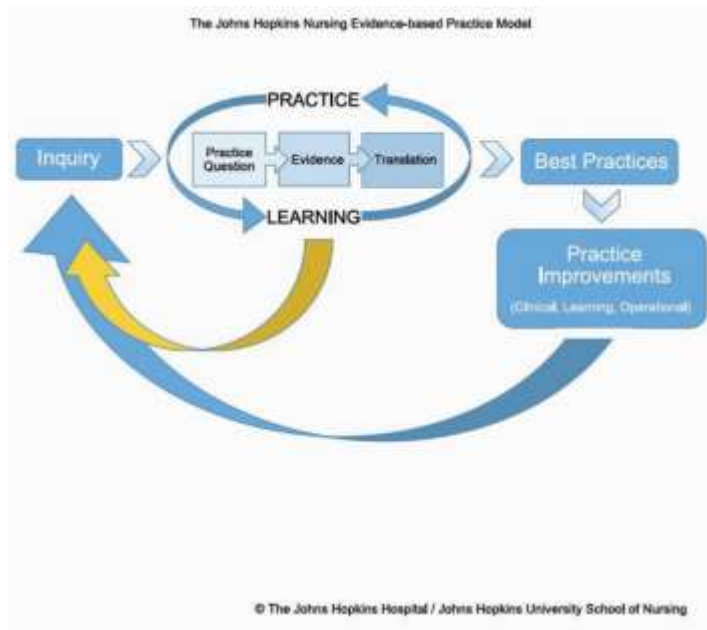 The Johns Hopkins Nursing Evidence-based Practice Model
PRACTICE
Inquiry
Practice
Question
Evidence
Translation
LEARNING
Best Practices
Practice
Improvements
(Clinical, Learning, Operational)
© The Johns Hopkins Hospital / Johns Hopkins University School of Nursing